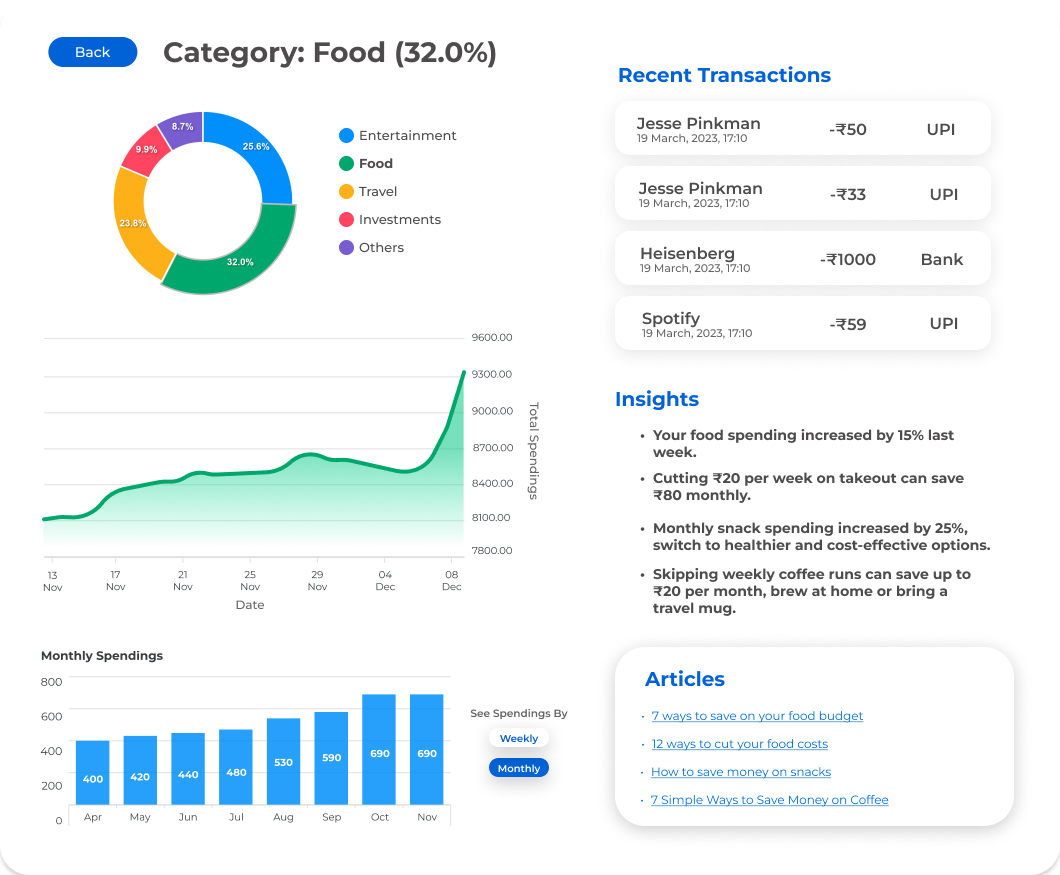 Back
Category: Food (32.0%)
8.7%
25.6%
9.9%
23.8%
32.0%
Entertainment
Food
Travel
Investments
Others
9600.00
9300.00
9000.00
8700.00
8400.00
8100.00
7800.00
Total Spendings
13 Nov
17 Nov
21 Nov
25 Nov
29 Nov
04 Dec
08 Dec
Date
Monthly Spendings
800
600
400
200
0
400
420
440
480
530
590
690
690
Apr
May
Jun
Jul
Aug
Sep
Oct
Nov
See Spendings By
Weekly
Monthly
Recent Transactions
Jesse Pinkman
19 March, 2023, 17:10
-₹50
UPI
Jesse Pinkman
19 March, 2023, 17:10
-₹33
UPI
Heisenberg
19 March, 2023, 17:10
-₹1000
Bank
Spotify
19 March, 2023, 17:10
-₹59
UPI
Insights
• Your food spending increased by 15% last
week.
• Cutting ₹20 per week on takeout can save
₹80 monthly.
• Monthly snack spending increased by 25%,
switch to healthier and cost-effective options.
• Skipping weekly coffee runs can save up to
₹20 per month, brew at home or bring a
travel mug.
Articles
• 7 ways to save on your food budget
• 12 ways to cut your food costs
• How to save money on snacks
• 7 Simple Ways to Save Money on Coffee